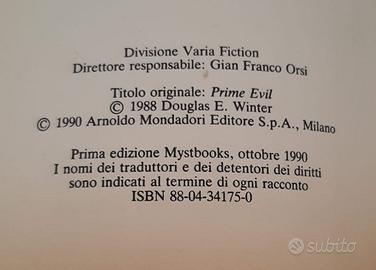 Divisione Varia Fiction
Direttore responsabile: Gian Franco Orsi
Titolo originale: Prime Evil
© 1988 Douglas E. Winter
© 1990 Arnoldo Mondadori Editore S.p.A., Milano
Prima edizione Mystbooks, ottobre 1990
I nomi dei traduttori e dei detentori dei diritti
sono indicati al termine di ogni racconto
ISBN 88-04-34175-0
subito